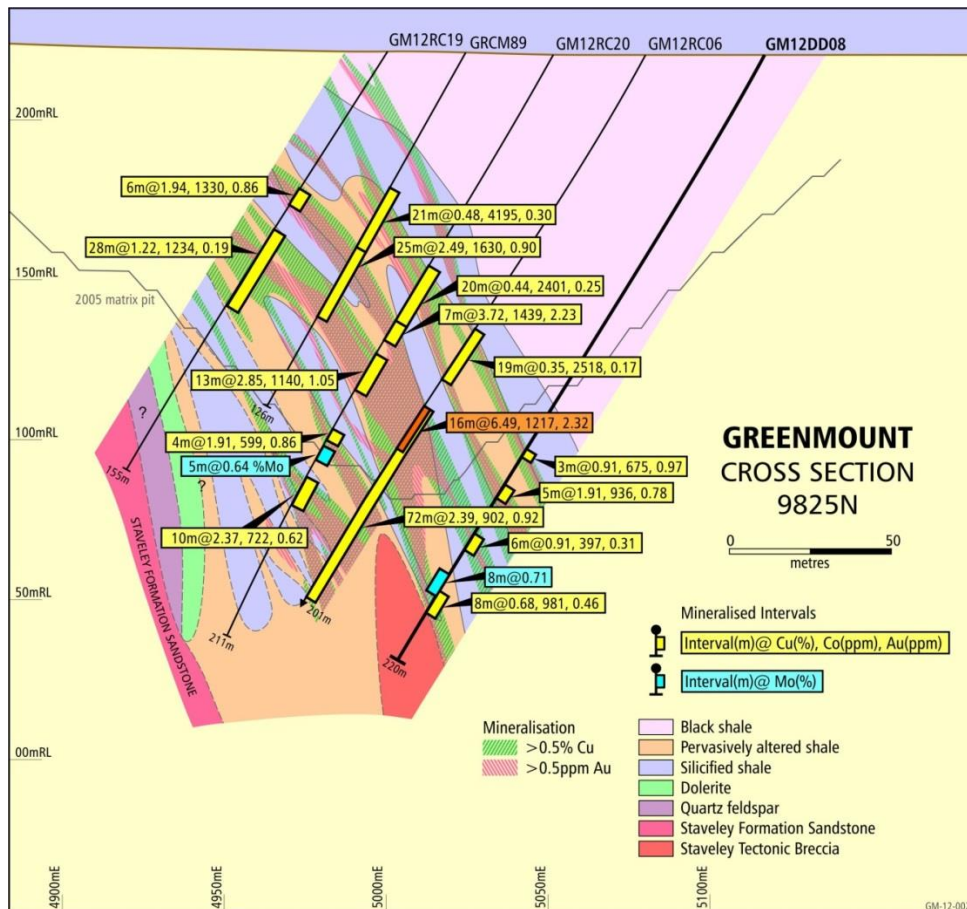 GM12RC19
GRCM89
GM12RC20
GM12RC06
GM12DD08
200mRL
6m@1.94, 1330, 0.86
21m@0.48, 4195, 0.30
28m@1.22, 1234, 0.19
25m@2.49, 1630, 0.90
150mRL
20m@0.44, 2401, 0.25
2005 matrix pit
7m@3.72, 1439, 2.23
13m@2.85, 1140, 1.05
19m@0.35, 2518, 0.17
?
126m
16m@6.49, 1217, 2.32
100mRL
4m@1.91, 599, 0.86
5m@0.64 %Mo
155m
?
3m@0.91, 675, 0.97
5m@1.91, 936, 0.78
72m@2.39, 902, 0.92
10m@2.37, 722, 0.62
6m@0.91, 397, 0.31
8m@0.71
8m@0.68, 981, 0.46
50mRL
201m
211m
220m
STAVELEY FORMATION SANDSTONE
00mRL
GREENMOUNT
CROSS SECTION
9825N
0 50
metres
Mineralised Intervals
Interval(m)@ Cu(%), Co(ppm), Au(ppm)
Interval(m)@ Mo(%)
Mineralisation
>0.5% Cu
>0.5ppm Au
Black shale
Pervasively altered shale
Silicified shale
Dolerite
Quartz feldspar
Staveley Formation Sandstone
Staveley Tectonic Breccia
4900mE
4950mE
5000mE
5050mE
5100mE